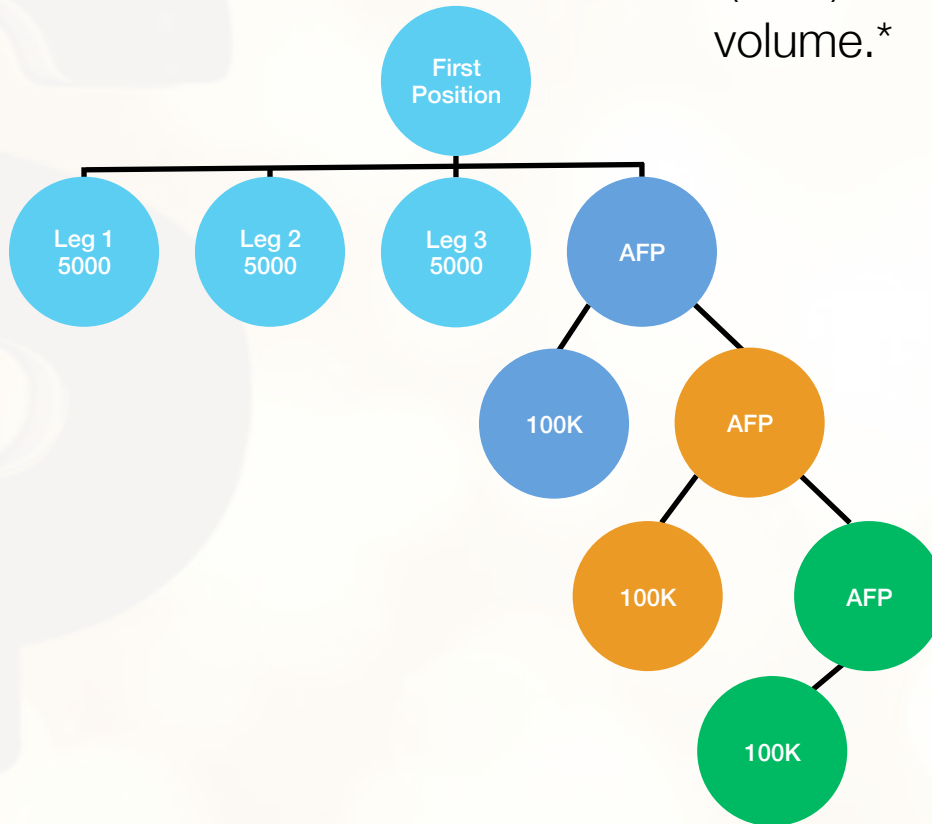 volume.*
First
Position
Leg 1
5000
Leg 2
5000
Leg 3
5000
AFP
100K
AFP
100K
AFP
100K